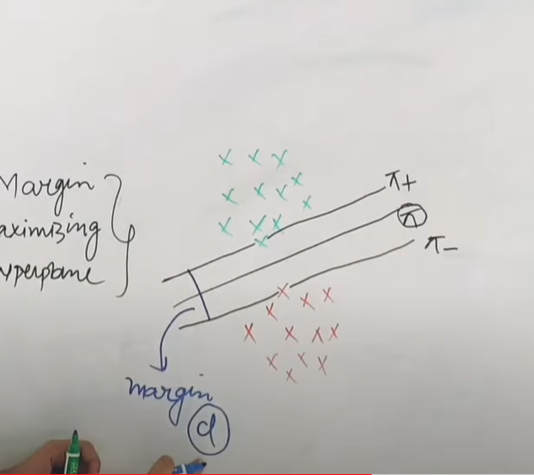 Margin
aximizing
yperplane
π+
π
π-
margin
d